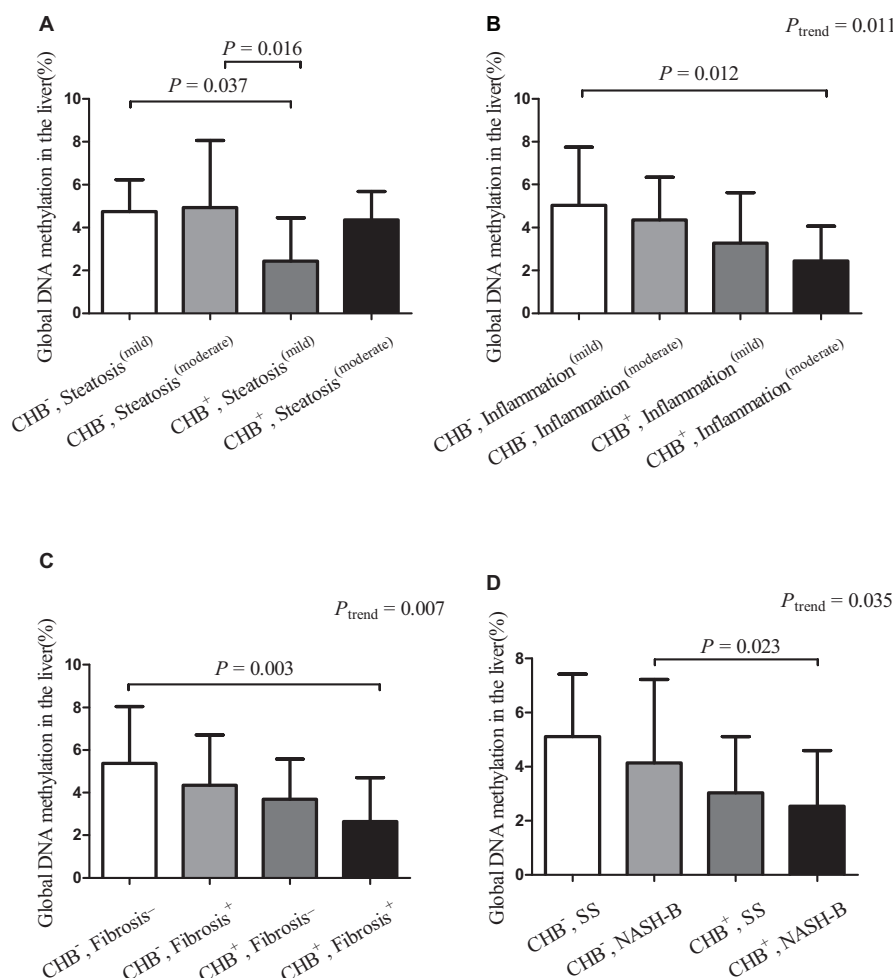 A
P = 0.016
P = 0.037
Global DNA methylation in the liver(%)
10
8
6
4
2
0
CHB⁻, Steatosis(mild)
CHB⁻, Steatosis(moderate)
CHB⁺, Steatosis(mild)
CHB⁺, Steatosis(moderate)
B
Ptrend = 0.011
P = 0.012
Global DNA methylation in the liver(%)
10
8
6
4
2
0
CHB⁻, Inflammation(mild)
CHB⁻, Inflammation(moderate)
CHB⁺, Inflammation(mild)
CHB⁺, Inflammation(moderate)
C
Ptrend = 0.007
P = 0.003
Global DNA methylation in the liver(%)
10
8
6
4
2
0
CHB⁻, Fibrosis–
CHB⁻, Fibrosis⁺
CHB⁺, Fibrosis–
CHB⁺, Fibrosis⁺
D
Ptrend = 0.035
P = 0.023
Global DNA methylation in the liver(%)
8
6
4
2
0
CHB⁻, SS
CHB⁻, NASH-B
CHB⁺, SS
CHB⁺, NASH-B